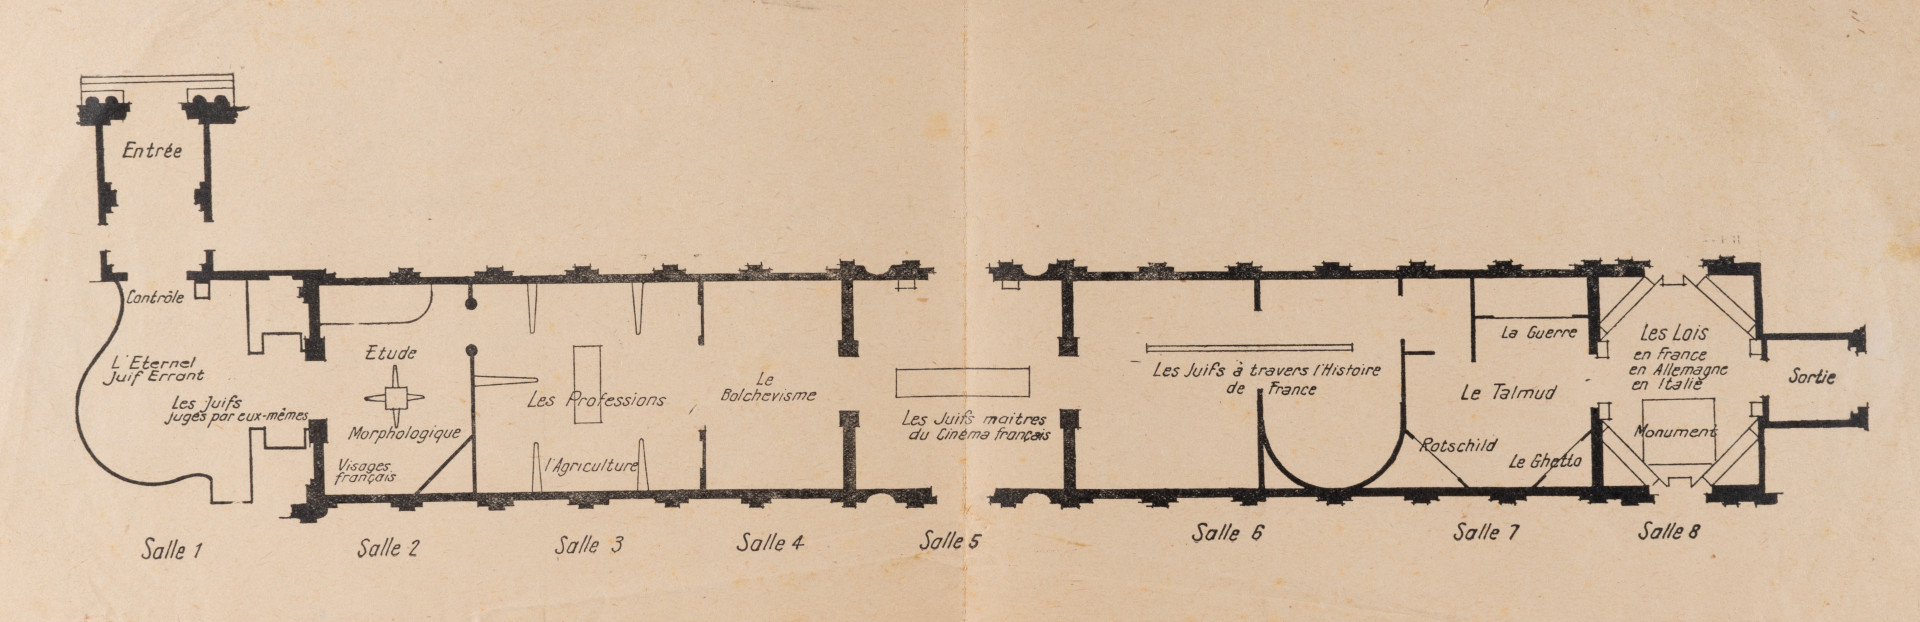 Entrée
Contrôle
L'Eternel
Juif Errant
Les Juifs
jugés par eux-mêmes
Etude
Morphologique
Visages
français
Les Professions
l'Agriculture
Le
Bolchevisme
Les Juifs maîtres
du Cinéma français
Les Juifs à travers l'Histoire
de France
La Guerre
Le Talmud
Rotschild
Le Ghetto
Les Lois
en France
en Allemagne
en Italie
Monument
Sortie
Salle 1
Salle 2
Salle 3
Salle 4
Salle 5
Salle 6
Salle 7
Salle 8